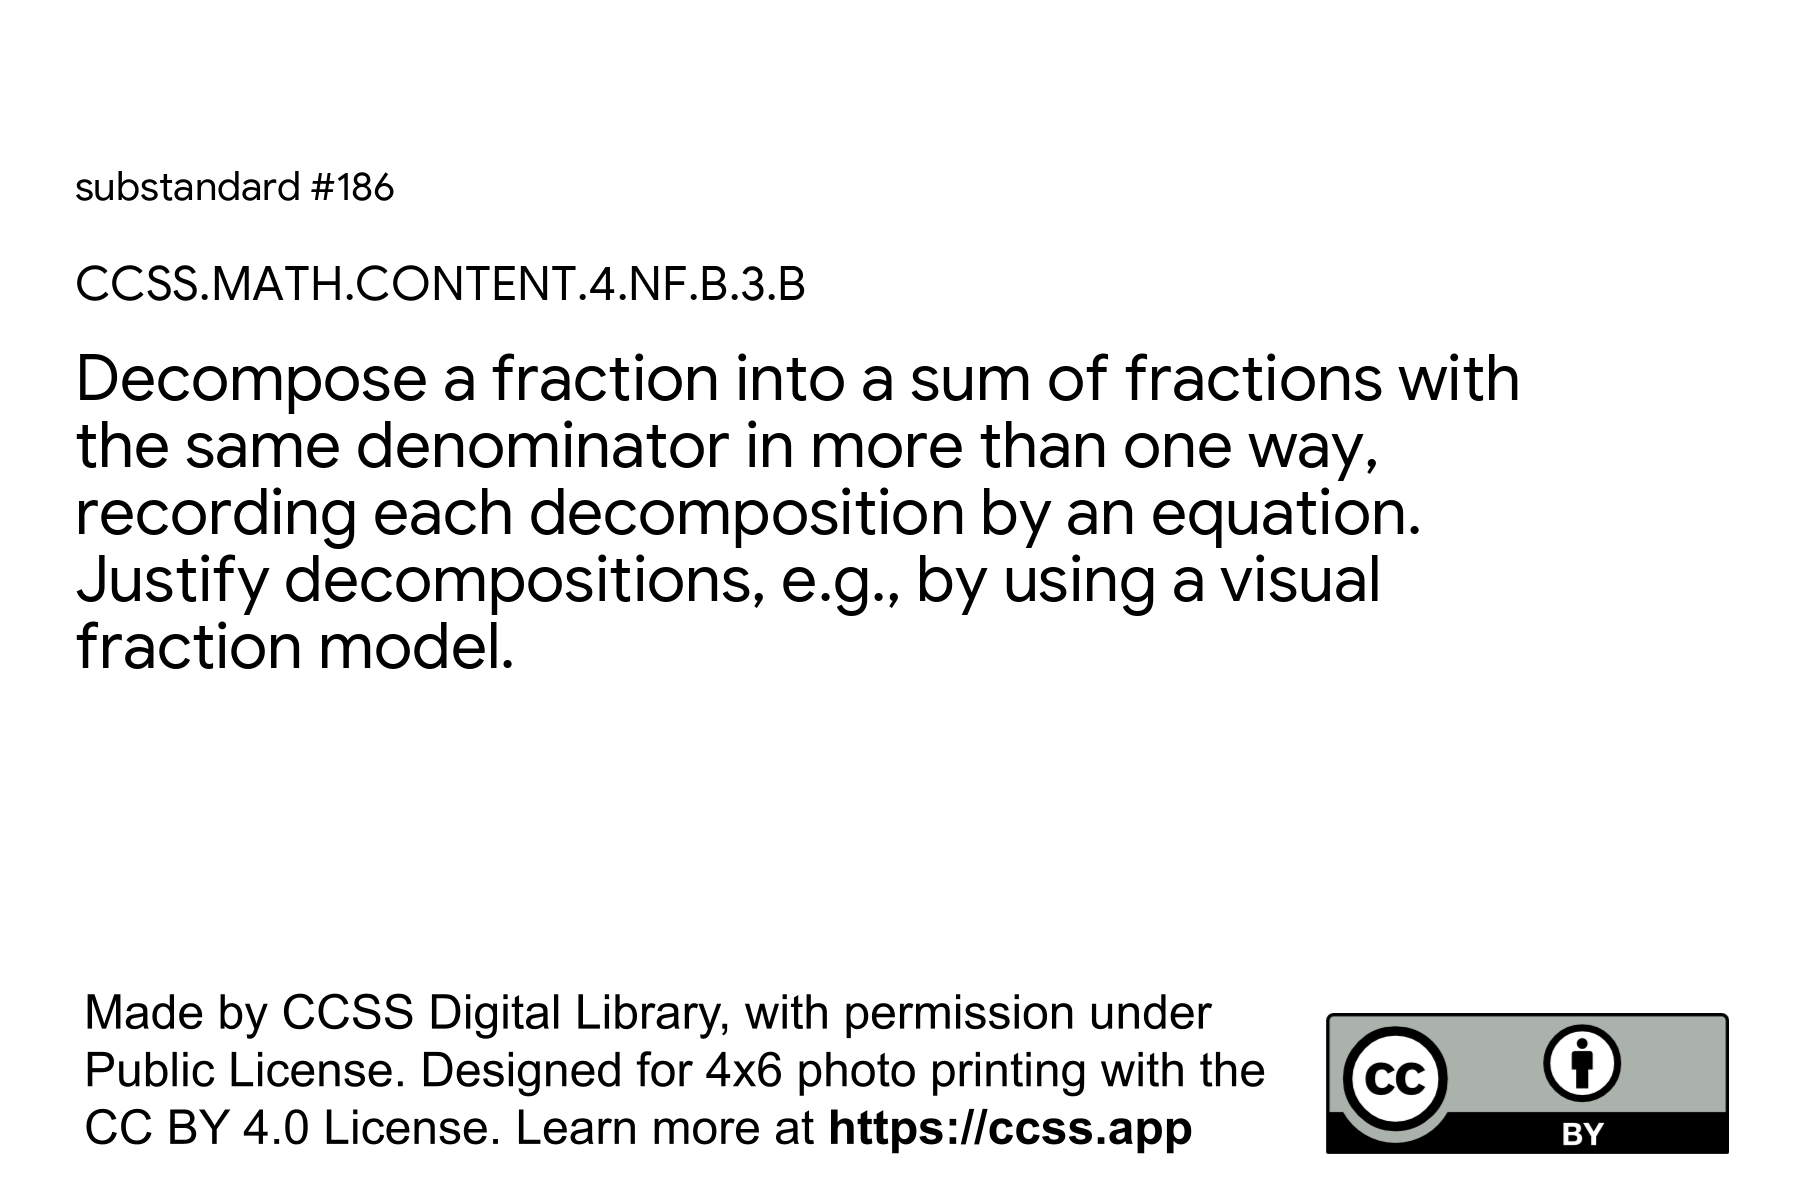 substandard #186
CCSS.MATH.CONTENT.4.NF.B.3.B
Decompose a fraction into a sum of fractions with
the same denominator in more than one way,
recording each decomposition by an equation.
Justify decompositions, e.g., by using a visual
fraction model.
Made by CCSS Digital Library, with permission under
Public License. Designed for 4x6 photo printing with the
CC BY 4.0 License. Learn more at https://ccss.app
CC
BY